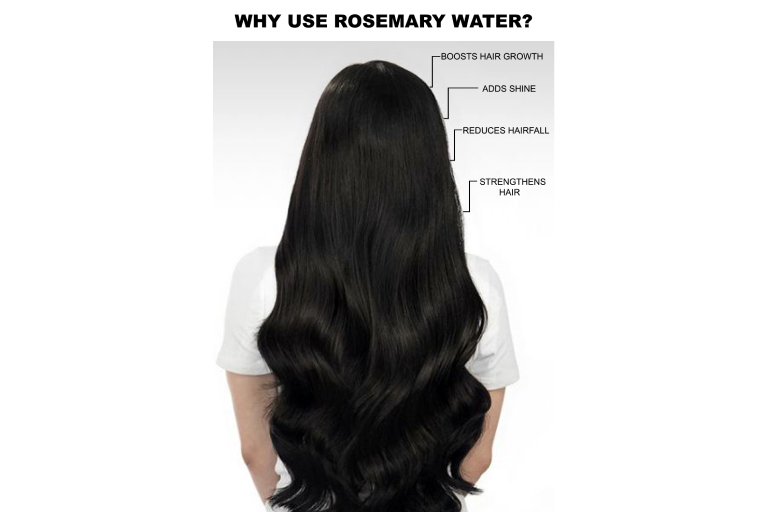 WHY USE ROSEMARY WATER?
BOOSTS HAIR GROWTH
ADDS SHINE
REDUCES HAIRFALL
STRENGTHENS
HAIR